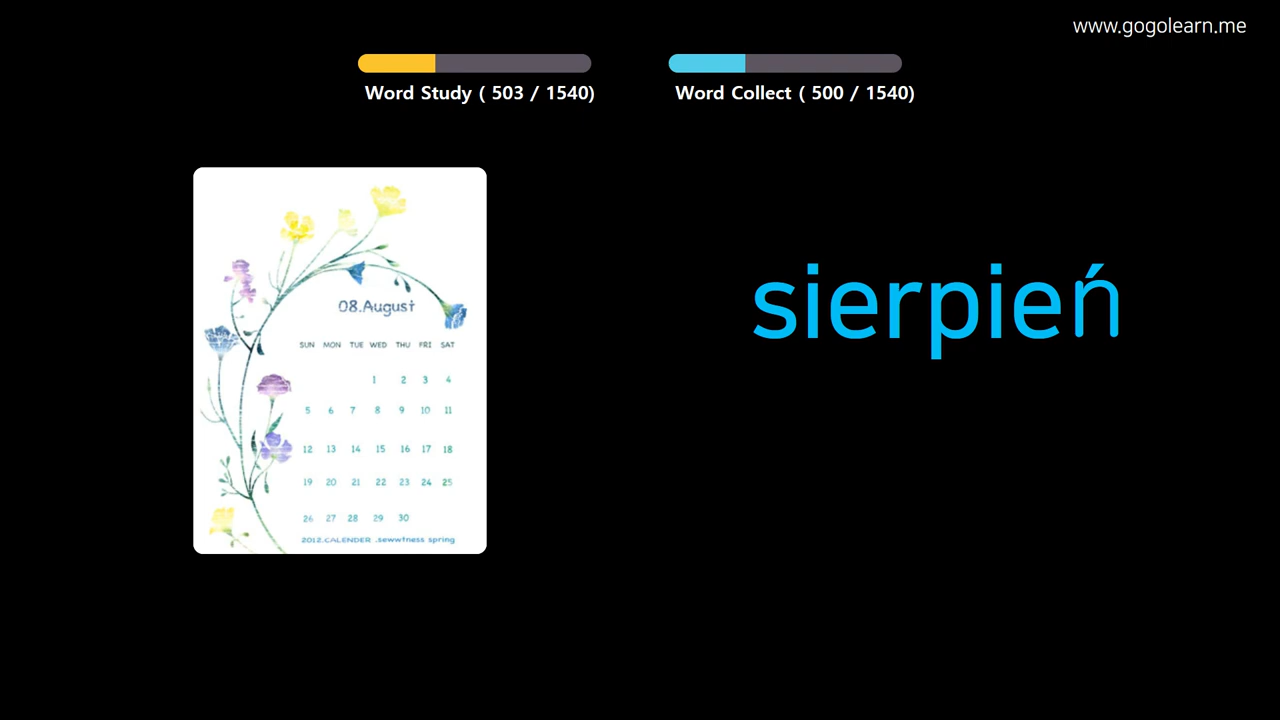 www.gogolearn.me
Word Study ( 503 / 1540)
Word Collect ( 500 / 1540)
08.August
SUN MON TUE WED THU FRI SAT
1 2 3 4
5 6 7 8 9 10 11
12 13 14 15 16 17 18
19 20 21 22 23 24 25
26 27 28 29 30
2012.CALENDER .sewwtness spring
sierpień